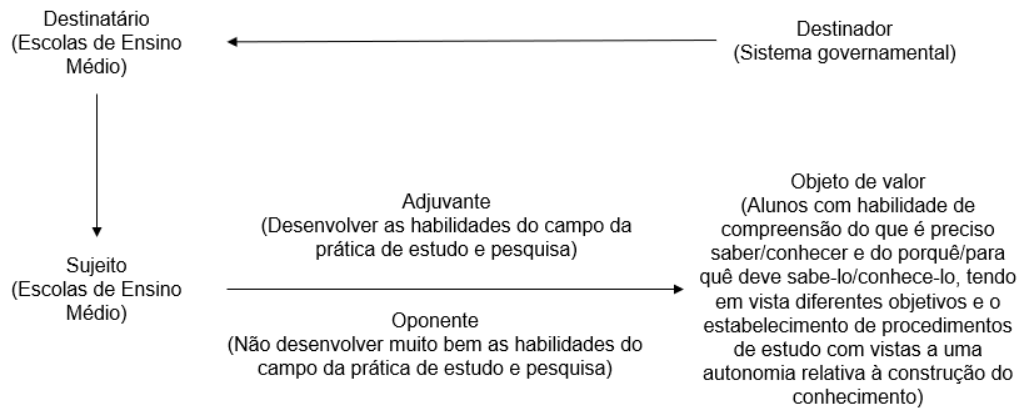 Destinatário
(Escolas de Ensino
Médio)
Destinador
(Sistema governamental)
Adjuvante
(Desenvolver as habilidades do campo da
prática de estudo e pesquisa)
Objeto de valor
(Alunos com habilidade de
compreensão do que é preciso
saber/conhecer e do porquê/para
quê deve sabe-lo/conhece-lo, tendo
em vista diferentes objetivos e o
estabelecimento de procedimentos
de estudo com vistas a uma
autonomia relativa à construção do
conhecimento)
Sujeito
(Escolas de Ensino
Médio)
Oponente
(Não desenvolver muito bem as habilidades do
campo da prática de estudo e pesquisa)